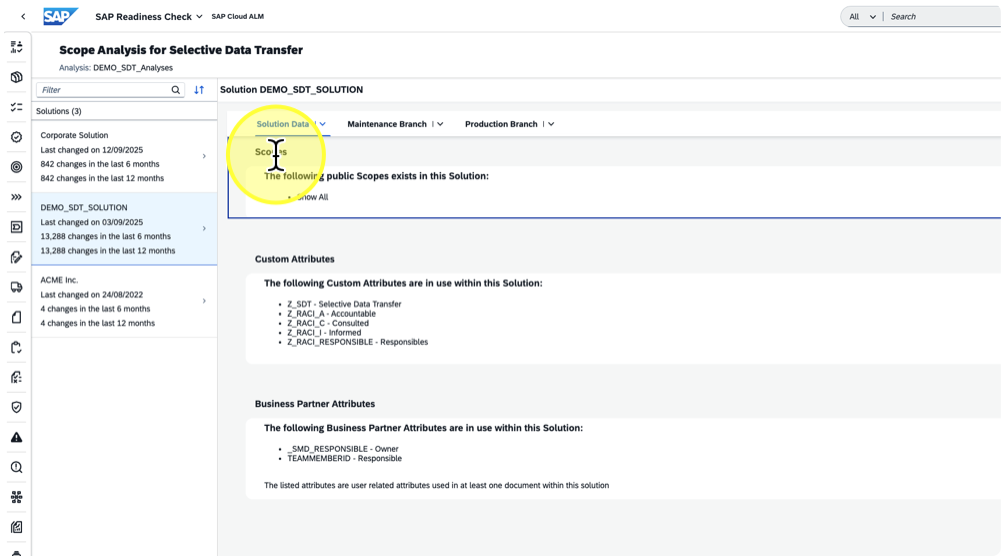 SAP
SAP Readiness Check
SAP Cloud ALM
All
Search
Scope Analysis for Selective Data Transfer
Analysis: DEMO_SDT_Analyses
Filter
Solutions (3)
Corporate Solution
Last changed on 12/09/2025
842 changes in the last 6 months
842 changes in the last 12 months
DEMO_SDT_SOLUTION
Last changed on 03/09/2025
13,288 changes in the last 6 months
13,288 changes in the last 12 months
ACME Inc.
Last changed on 24/08/2022
4 changes in the last 6 months
4 changes in the last 12 months
Solution DEMO_SDT_SOLUTION
Solution Data
Maintenance Branch
Production Branch
Scopes
The following public Scopes exists in this Solution:
• Show All
Custom Attributes
The following Custom Attributes are in use within this Solution:
• Z_SDT - Selective Data Transfer
• Z_RACI_A - Accountable
• Z_RACI_C - Consulted
• Z_RACI_I - Informed
• Z_RACI_RESPONSIBLE - Responsibles
Business Partner Attributes
The following Business Partner Attributes are in use within this Solution:
• _SMD_RESPONSIBLE - Owner
• TEAMMEMBERID - Responsible
The listed attributes are user related attributes used in at least one document within this solution